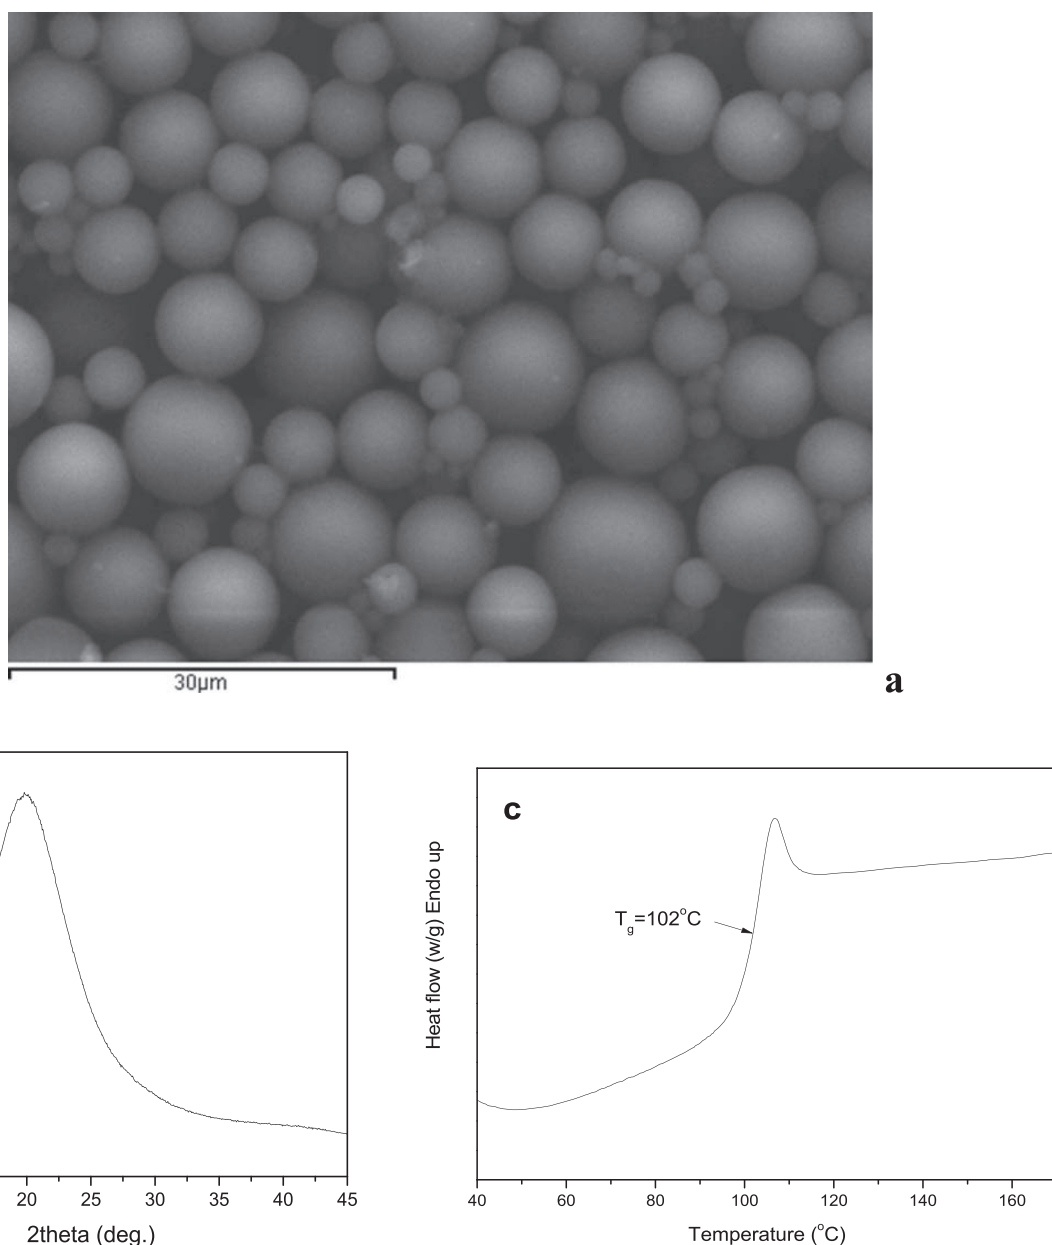 30µm
a
c
Heat flow (w/g) Endo up
Tg=102°C
20 25 30 35 40 45
2theta (deg.)
40 60 80 100 120 140 160
Temperature (°C)